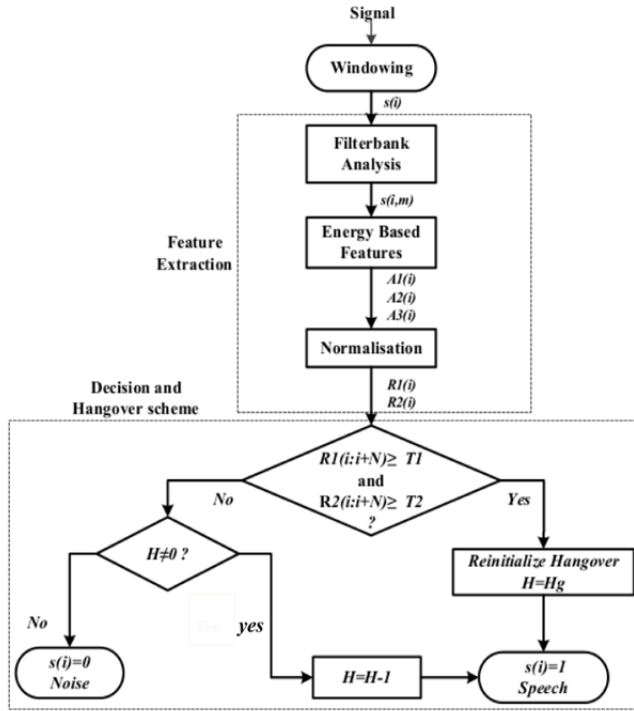 Signal
Windowing
s(i)
Filterbank
Analysis
s(i,m)
Energy Based
Features
Feature
Extraction
A1(i)
A2(i)
A3(i)
Normalisation
R1(i)
R2(i)
Decision and
Hangover scheme
R1(i:i+N)≥ T1
and
R2(i:i+N)≥ T2
?
No
Yes
H≠0 ?
Reinitialize Hangover
H=Hg
No
yes
s(i)=0
Noise
H=H-1
s(i)=1
Speech